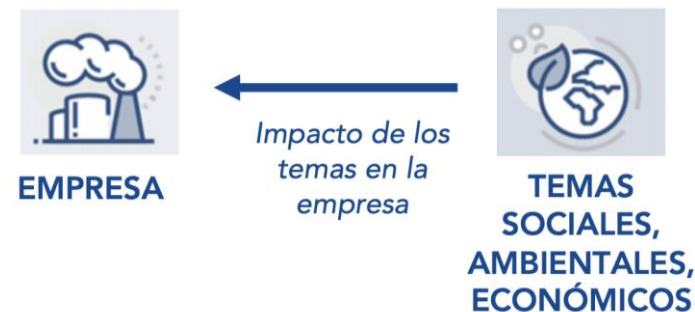 EMPRESA
Impacto de los
temas en la
empresa
TEMAS
SOCIALES,
AMBIENTALES,
ECONÓMICOS